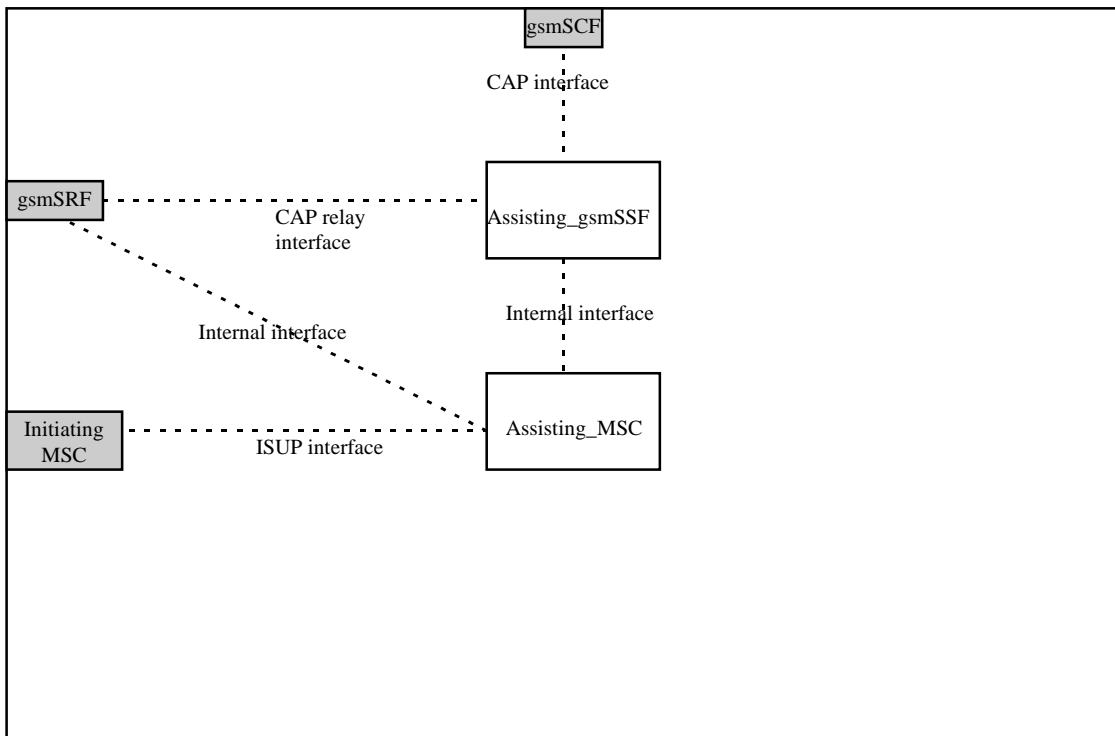 gsmSCF
CAP interface
gsmSRF
Assisting_gsmSSF
CAP relay
interface
Internal interface
Internal interface
Initiating
MSC
Assisting_MSC
ISUP interface